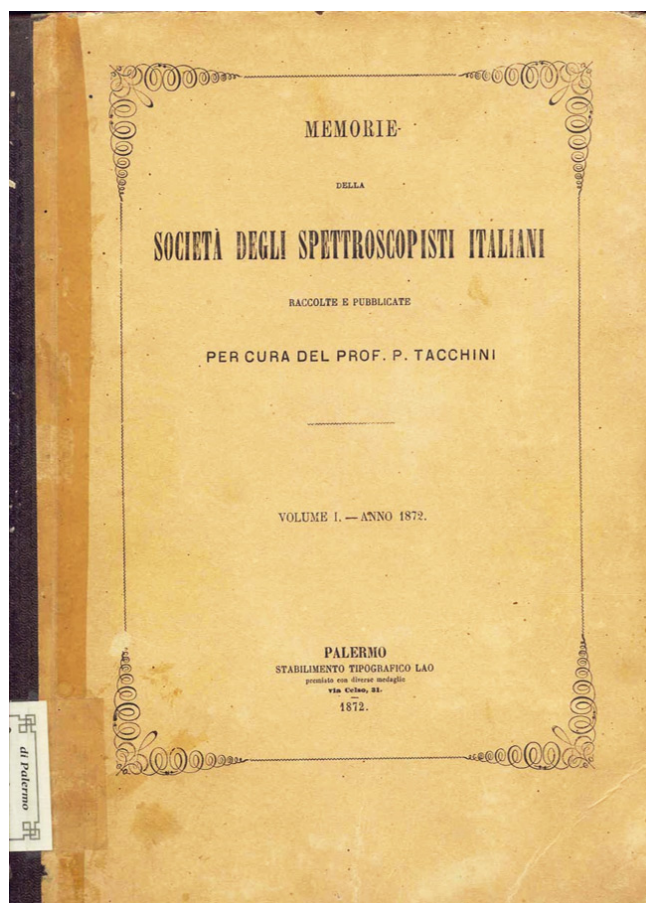 MEMORIE
DELLA
SOCIETÀ DEGLI SPETTROSCOPISTI ITALIANI
RACCOLTE E PUBBLICATE
PER CURA DEL PROF. P. TACCHINI
VOLUME I. — ANNO 1872.
PALERMO
STABILIMENTO TIPOGRAFICO LAO
premiato con diverse medaglie
via Celso, 31.
1872.
di Palermo